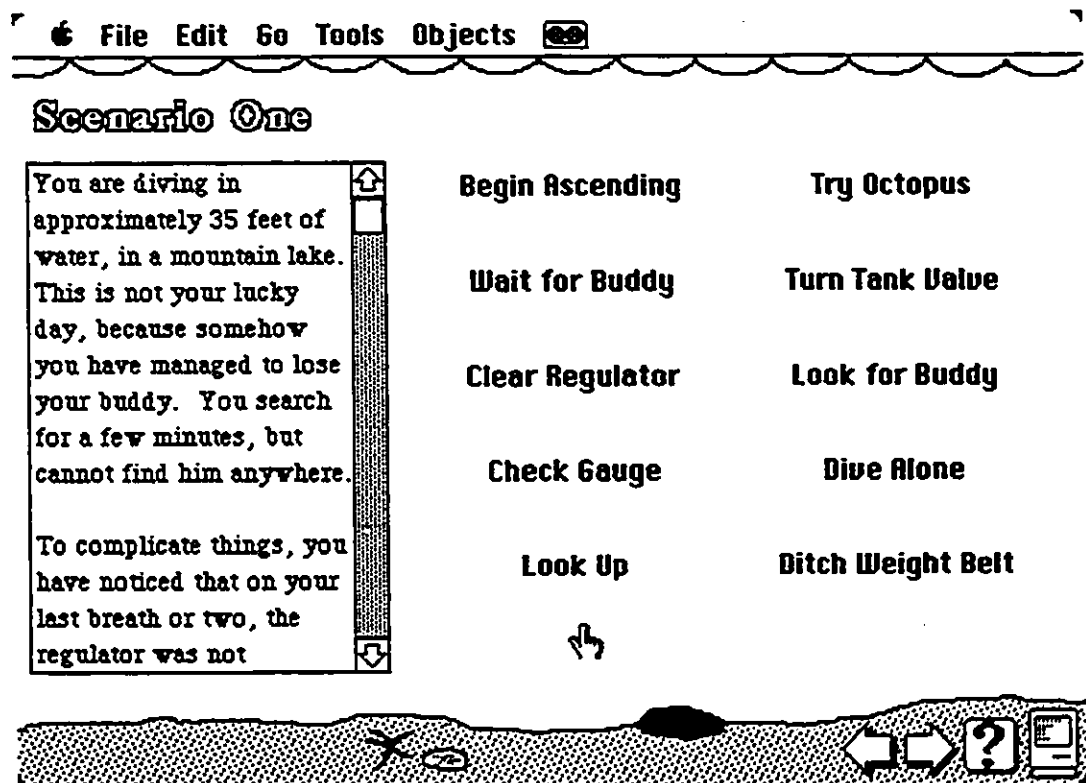 File Edit Go Tools Objects
Scenario One
You are diving in
approximately 35 feet of
water, in a mountain lake.
This is not your lucky
day, because somehow
you have managed to lose
your buddy. You search
for a few minutes, but
cannot find him anywhere.
To complicate things, you
have noticed that on your
last breath or two, the
regulator was not
Begin Ascending
Try Octopus
Wait for Buddy
Turn Tank Valve
Clear Regulator
Look for Buddy
Check Gauge
Dive Alone
Look Up
Ditch Weight Belt
?